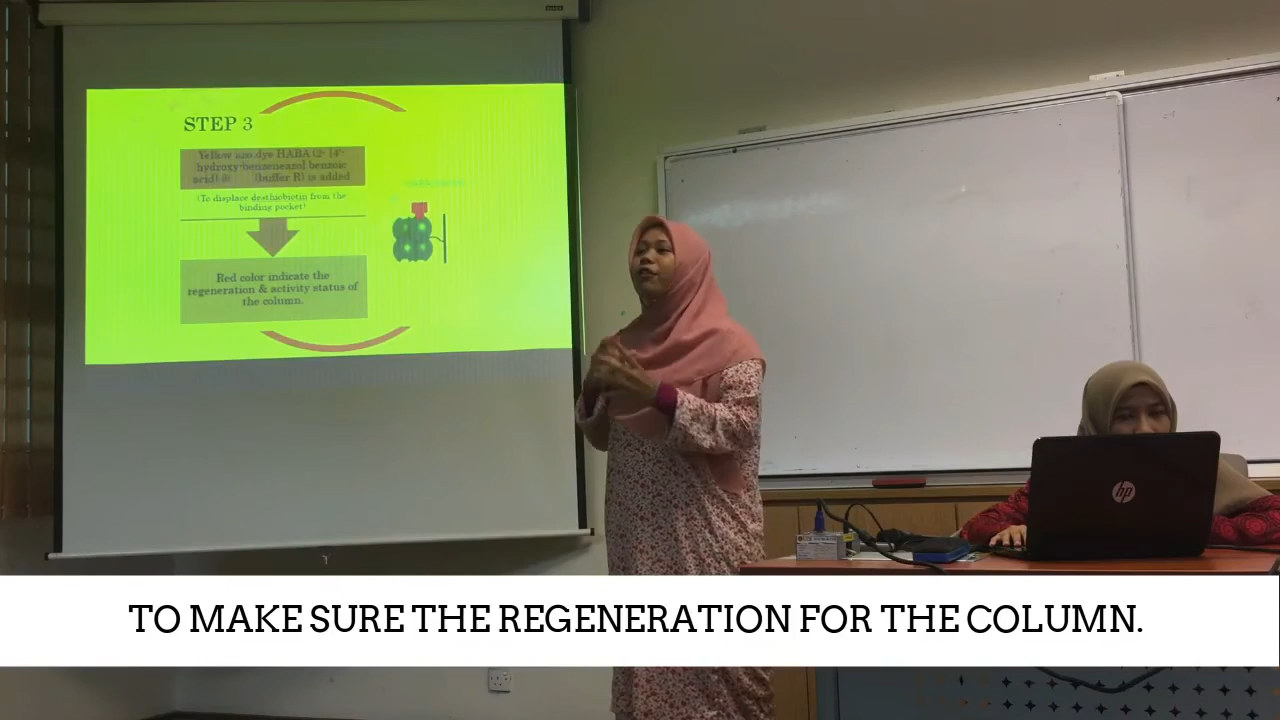 STEP 3
Yellow azo dye HABA (2- [4'-
hydroxy-benzeneazo] benzoic
acid) (buffer R) is added
(To displace desthiobiotin from the
binding pocket)
Red color indicate the
regeneration & activity status of
the column.
hp
TO MAKE SURE THE REGENERATION FOR THE COLUMN.